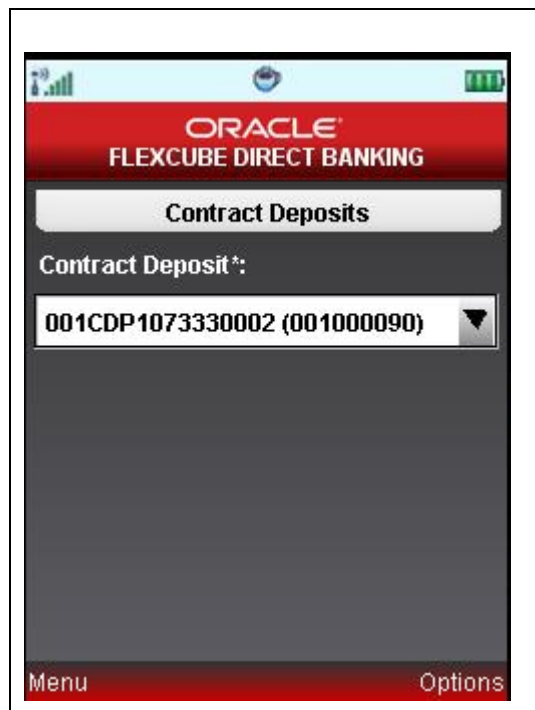 ORACLE'
FLEXCUBE DIRECT BANKING
Contract Deposits
Contract Deposit*:
001CDP1073330002 (001000090)
Menu Options